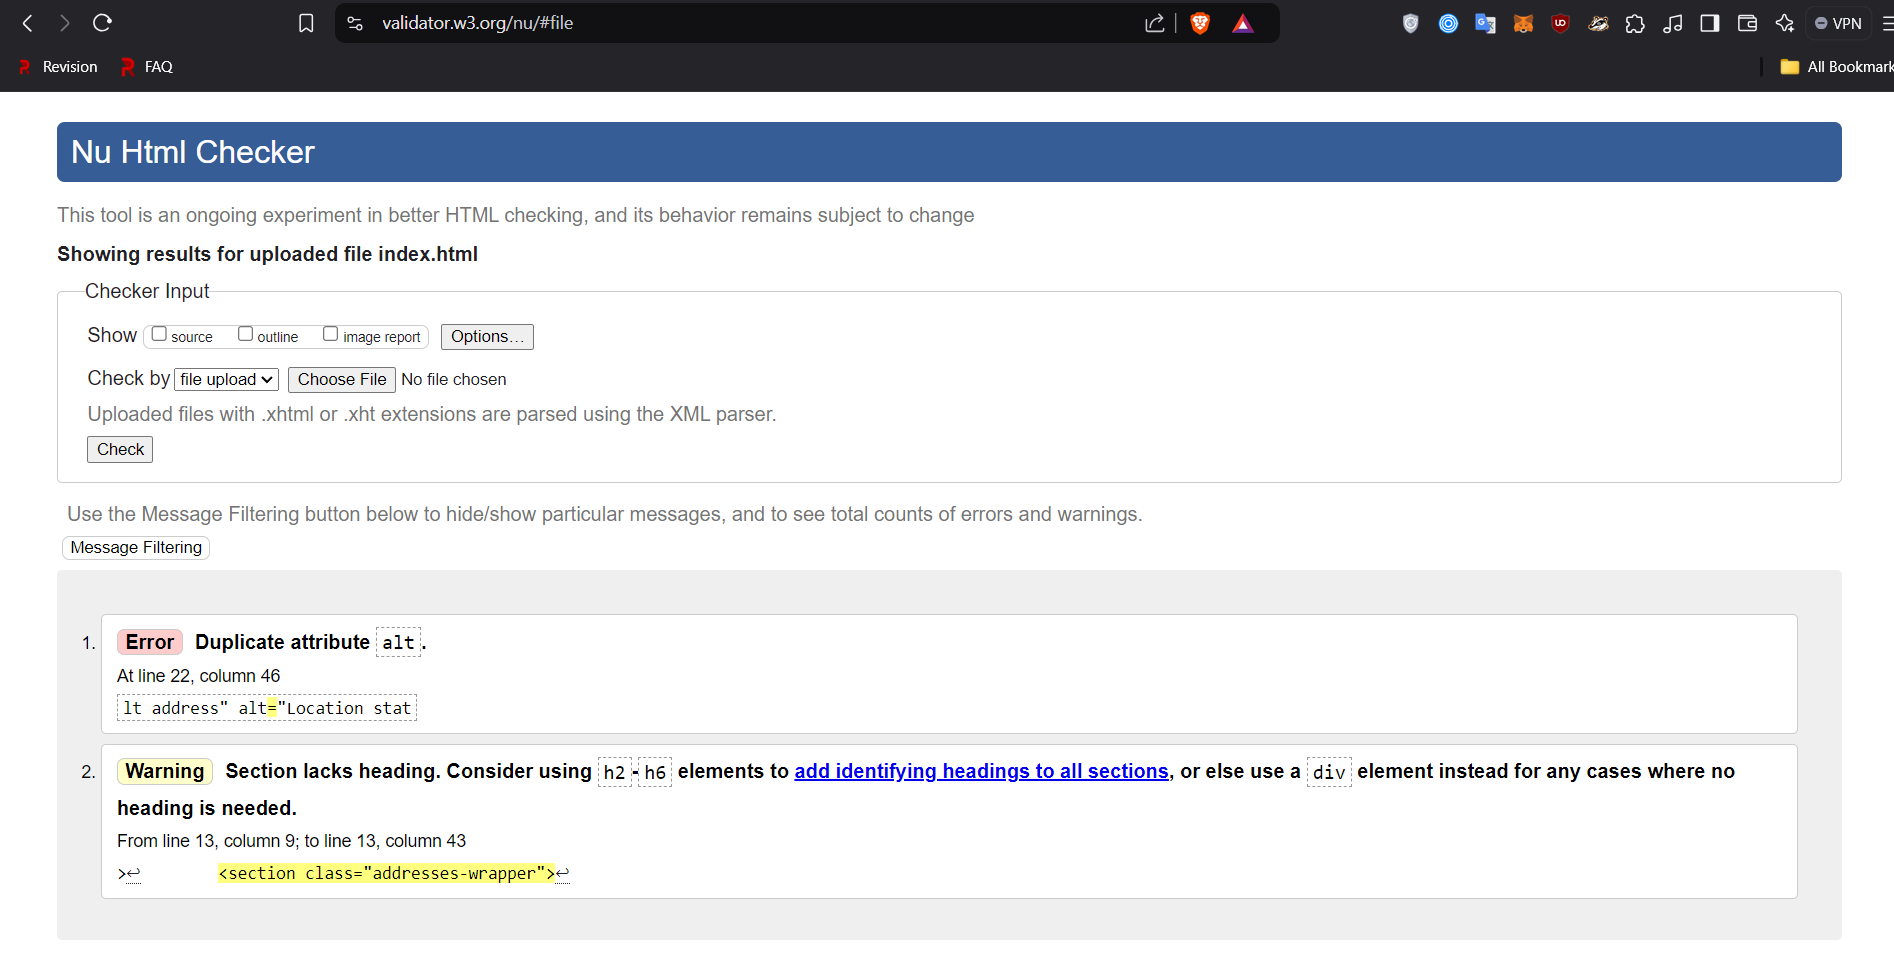 validator.w3.org/nu/#file
VPN
Revision
FAQ
All Bookmark
Nu Html Checker
This tool is an ongoing experiment in better HTML checking, and its behavior remains subject to change
Showing results for uploaded file index.html
Checker Input
Show source outline image report Options...
Check by file upload Choose File No file chosen
Uploaded files with .xhtml or .xht extensions are parsed using the XML parser.
Check
Use the Message Filtering button below to hide/show particular messages, and to see total counts of errors and warnings.
Message Filtering
1. Error Duplicate attribute alt.
At line 22, column 46
lt address" alt="Location stat
2. Warning Section lacks heading. Consider using h2-h6 elements to add identifying headings to all sections, or else use a div element instead for any cases where no
heading is needed.
From line 13, column 9; to line 13, column 43
>↩ <section class="addresses-wrapper">↩